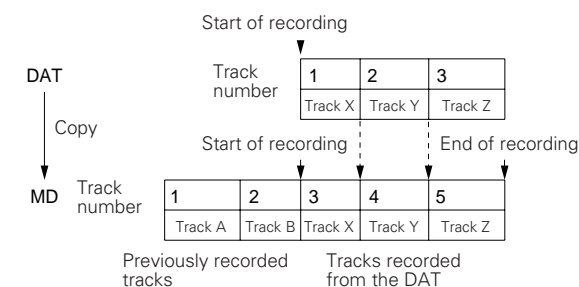 Start of recording
DAT
Track
number
1 2 3
Track X Track Y Track Z
Copy
Start of recording End of recording
MD
Track
number
1 2 3 4 5
Track A Track B Track X Track Y Track Z
Previously recorded
tracks
Tracks recorded
from the DAT